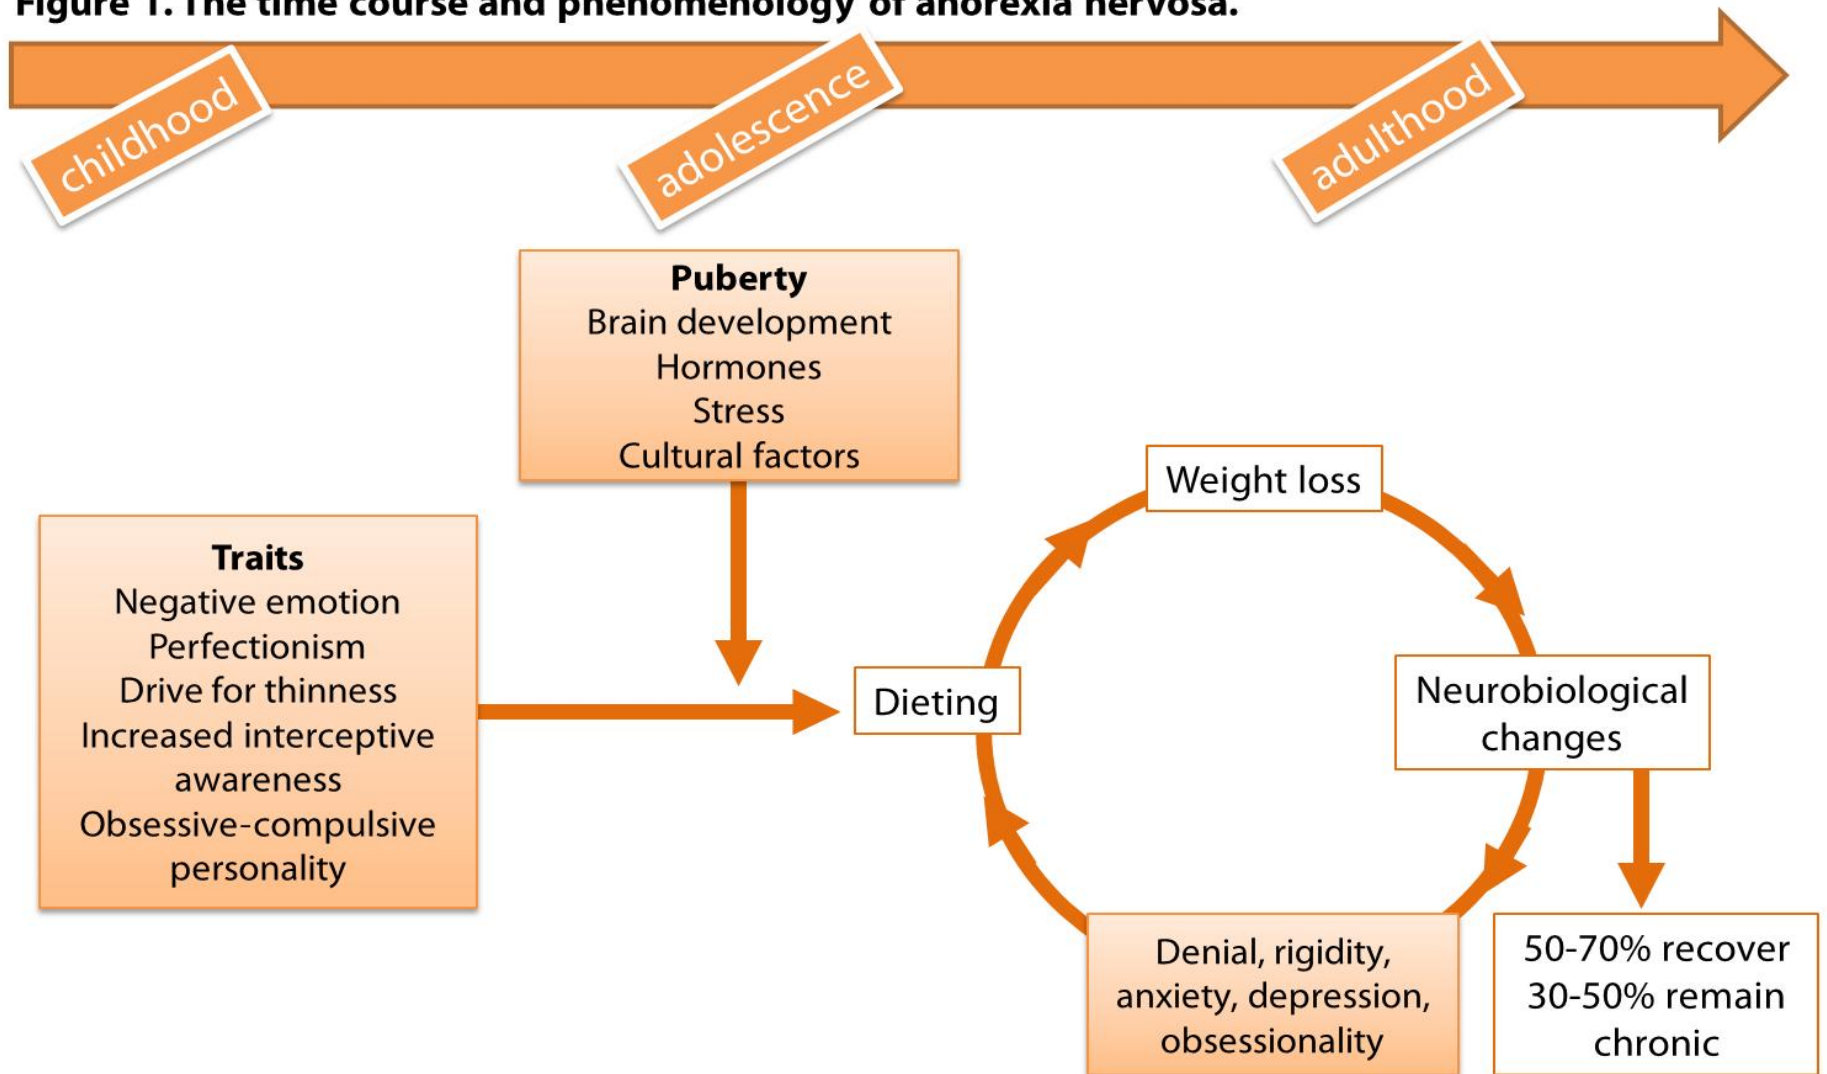 Figure 1. The time course and phenomenology of anorexia nervosa.
childhood
adolescence
adulthood
Puberty
Brain development
Hormones
Stress
Cultural factors
Traits
Negative emotion
Perfectionism
Drive for thinness
Increased interceptive
awareness
Obsessive-compulsive
personality
Dieting
Weight loss
Neurobiological
changes
Denial, rigidity,
anxiety, depression,
obsessionality
50-70% recover
30-50% remain
chronic